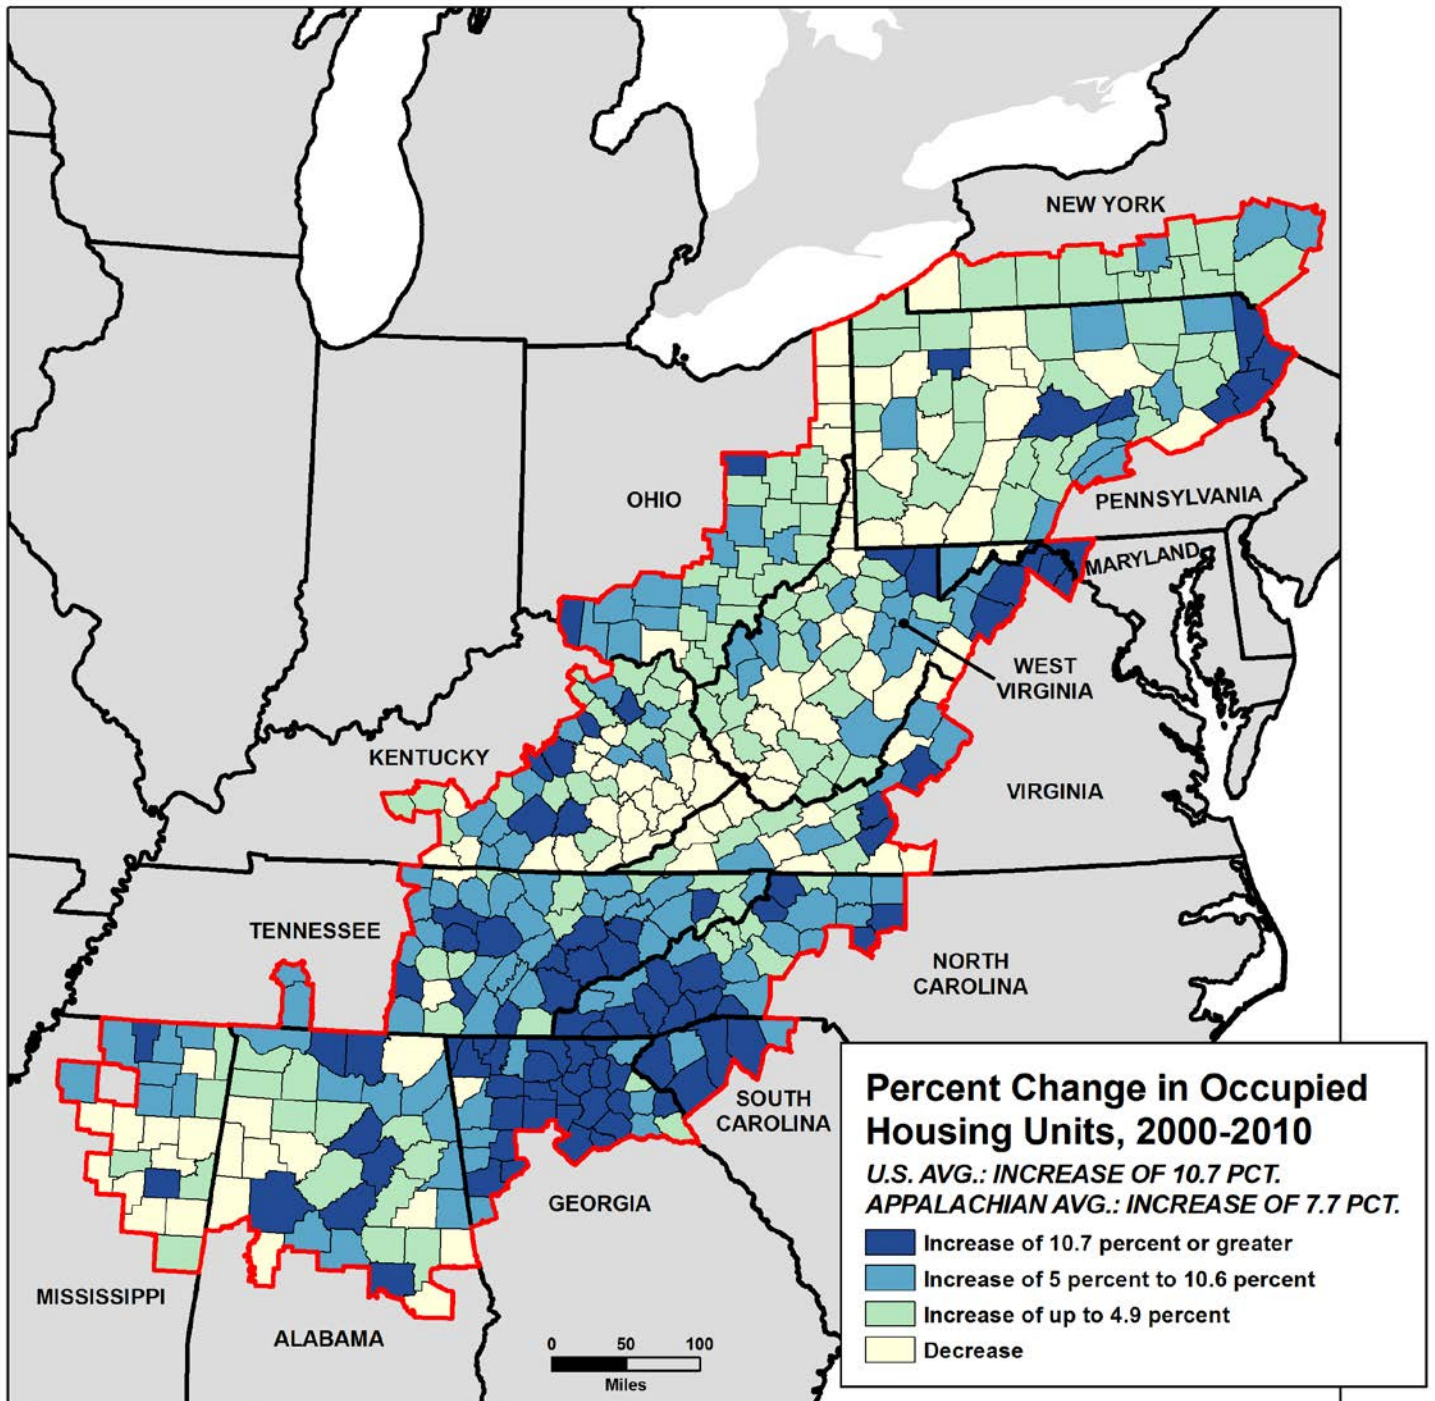 NEW YORK
OHIO
PENNSYLVANIA
MARYLAND
WEST
VIRGINIA
KENTUCKY
VIRGINIA
TENNESSEE
NORTH
CAROLINA
SOUTH
CAROLINA
GEORGIA
MISSISSIPPI
ALABAMA
0 50 100
Miles
Percent Change in Occupied
Housing Units, 2000-2010
U.S. AVG.: INCREASE OF 10.7 PCT.
APPALACHIAN AVG.: INCREASE OF 7.7 PCT.
Increase of 10.7 percent or greater
Increase of 5 percent to 10.6 percent
Increase of up to 4.9 percent
Decrease